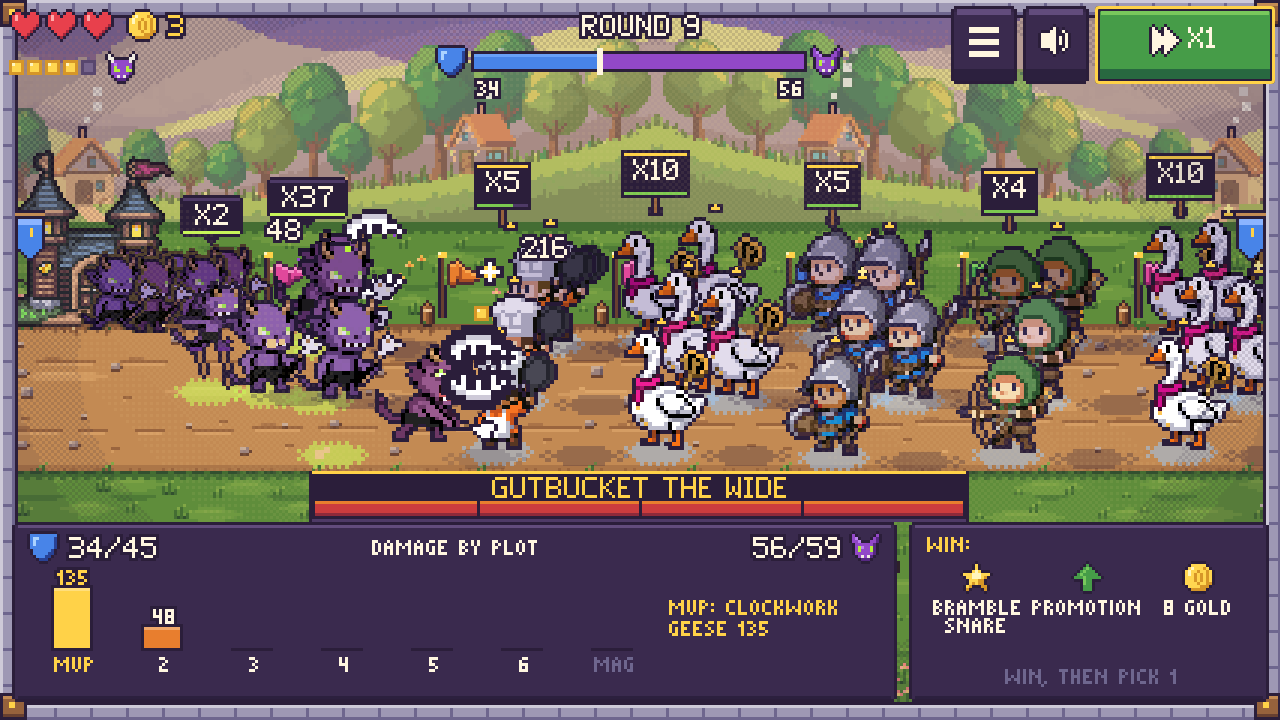 3
ROUND 9
X1
34
56
X2
X37
48
X5
216
X10
X5
X4
X10
GUTBUCKET THE WIDE
34/45
DAMAGE BY PLOT
56/59
135
48
MVP
2
3
4
5
6
MAG
MVP: CLOCKWORK
GEESE 135
WIN:
BRAMBLE SNARE
PROMOTION
8 GOLD
WIN, THEN PICK 1